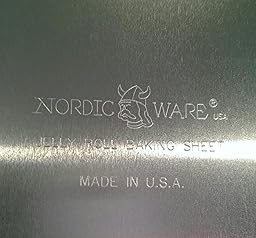 NORDIC WARE® USA
JELLY ROLL BAKING SHEET
MADE IN U.S.A.